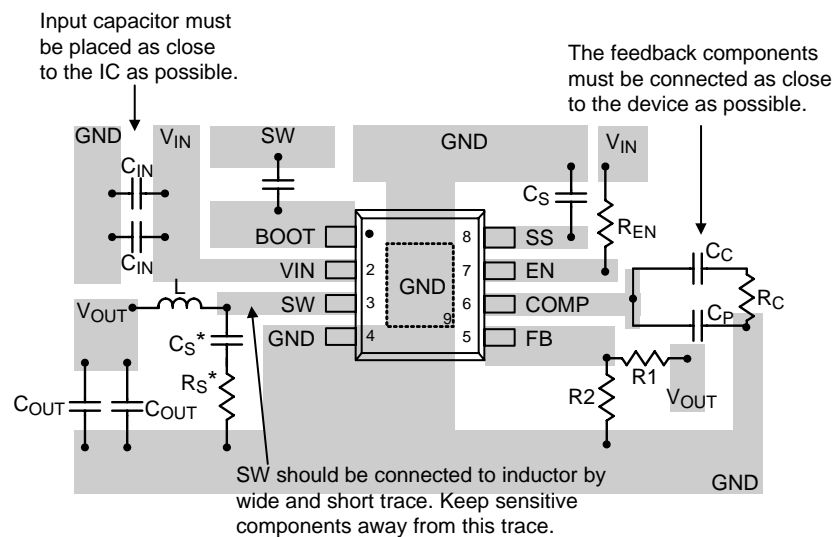 Input capacitor must
be placed as close
to the IC as possible.
The feedback components
must be connected as close
to the device as possible.
GND
VIN
SW
GND
VIN
CIN
CS
REN
CIN
BOOT
8
SS
CC
VIN
2
GND
7
EN
L
SW
3
6
COMP
RC
VOUT
CP
CS*
GND
4
9
5
FB
R1
RS*
R2
VOUT
COUT
COUT
SW should be connected to inductor by
wide and short trace. Keep sensitive
components away from this trace.
GND